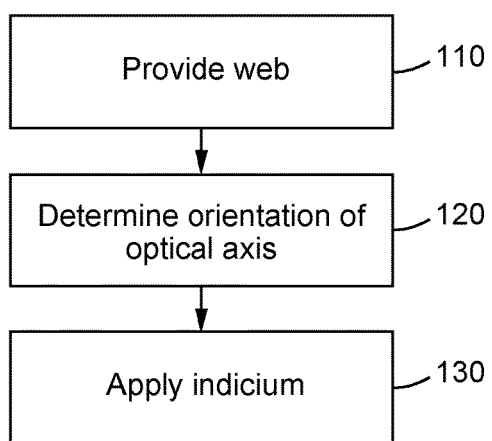 Provide web
110
Determine orientation of
optical axis
120
Apply indicium
130